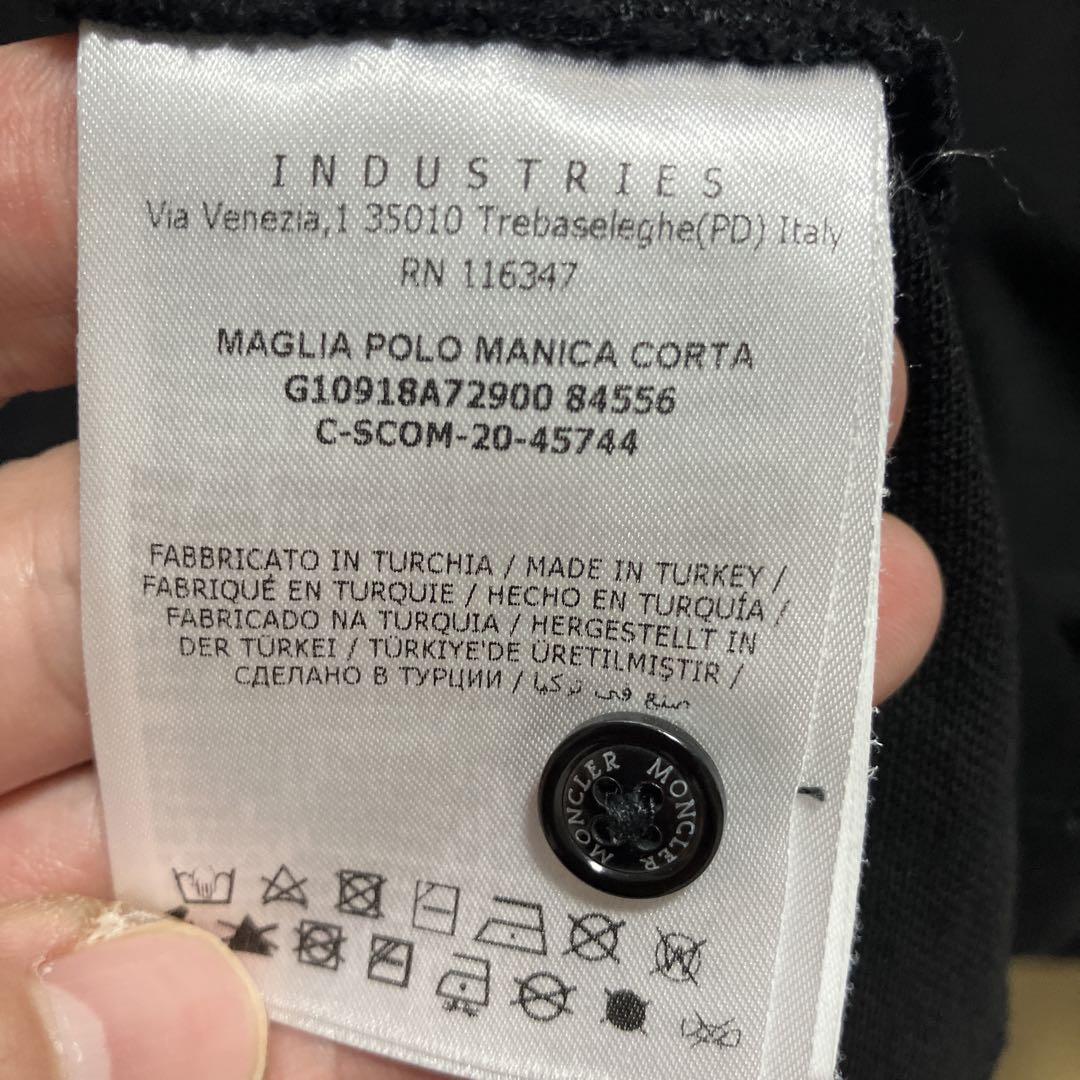 INDUSTRIES
Via Venezia,1 35010 Trebaseleghe(PD) Italy
RN 116347
MAGLIA POLO MANICA CORTA
G10918A72900 84556
C-SCOM-20-45744
FABBRICATO IN TURCHIA / MADE IN TURKEY /
FABRIQUÉ EN TURQUIE / HECHO EN TURQUÍA /
FABRICADO NA TURQUIA / HERGESTELLT IN
DER TÜRKEI / TÜRKIYE'DE ÜRETILMIŞTIR /
СДЕЛАНО В ТУРЦИИ / صنع في تركيا
MONCLER MONCLER
W